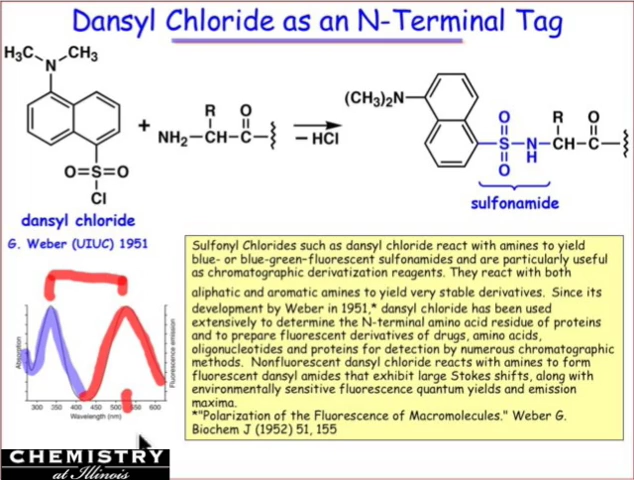 Dansyl Chloride as an N-Terminal Tag
H₃C CH₃
N
O=S=O
Cl
dansyl chloride
G. Weber (UIUC) 1951
+
R O
NH₂—CH—C
– HCl
(CH₃)₂N
O R O
S—N—CH—C—
O H
sulfonamide
Sulfonyl Chlorides such as dansyl chloride react with amines to yield
blue- or blue-green-fluorescent sulfonamides and are particularly useful
as chromatographic derivatization reagents. They react with both
aliphatic and aromatic amines to yield very stable derivatives. Since its
development by Weber in 1951,* dansyl chloride has been used
extensively to determine the N-terminal amino acid residue of proteins
and to prepare fluorescent derivatives of drugs, amino acids,
oligonucleotides and proteins for detection by numerous chromatographic
methods. Nonfluorescent dansyl chloride reacts with amines to form
fluorescent dansyl amides that exhibit large Stokes shifts, along with
environmentally sensitive fluorescence quantum yields and emission
maxima.
*"Polarization of the Fluorescence of Macromolecules." Weber G.
Biochem J (1952) 51, 155
Absorption
Fluorescence emission
300 350 400 450 500 550 600
Wavelength (nm)
CHEMISTRY
at Illinois